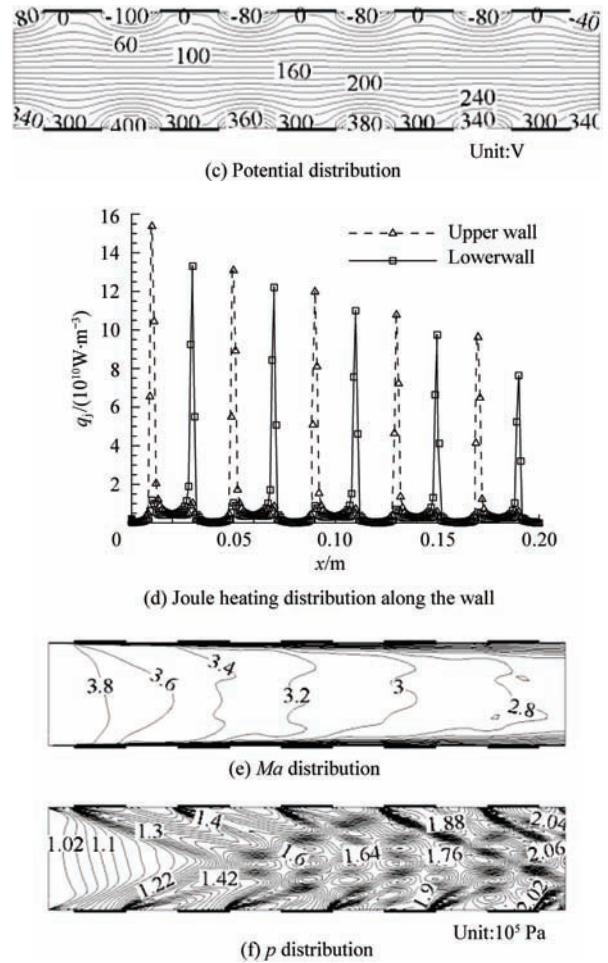 80 0 -100 0 -80 0 -80 0 -80 0 -40
60
100
160
200
240
340 300 400 300 360 300 380 300 340 300 340
Unit:V
(c) Potential distribution
16
14
12
10
8
6
4
2
0 0.05 0.10 0.15 0.20
q_j/(10^10 W·m^-3)
Upper wall
Lowerwall
x/m
(d) Joule heating distribution along the wall
3.8 3.6 3.4 3.2 3 2.8
(e) Ma distribution
1.02 1.1 1.3 1.4 1.6 1.64 1.88 1.76 2.04 2.06
1.22 1.42 1.9 2.02
Unit:10^5 Pa
(f) p distribution